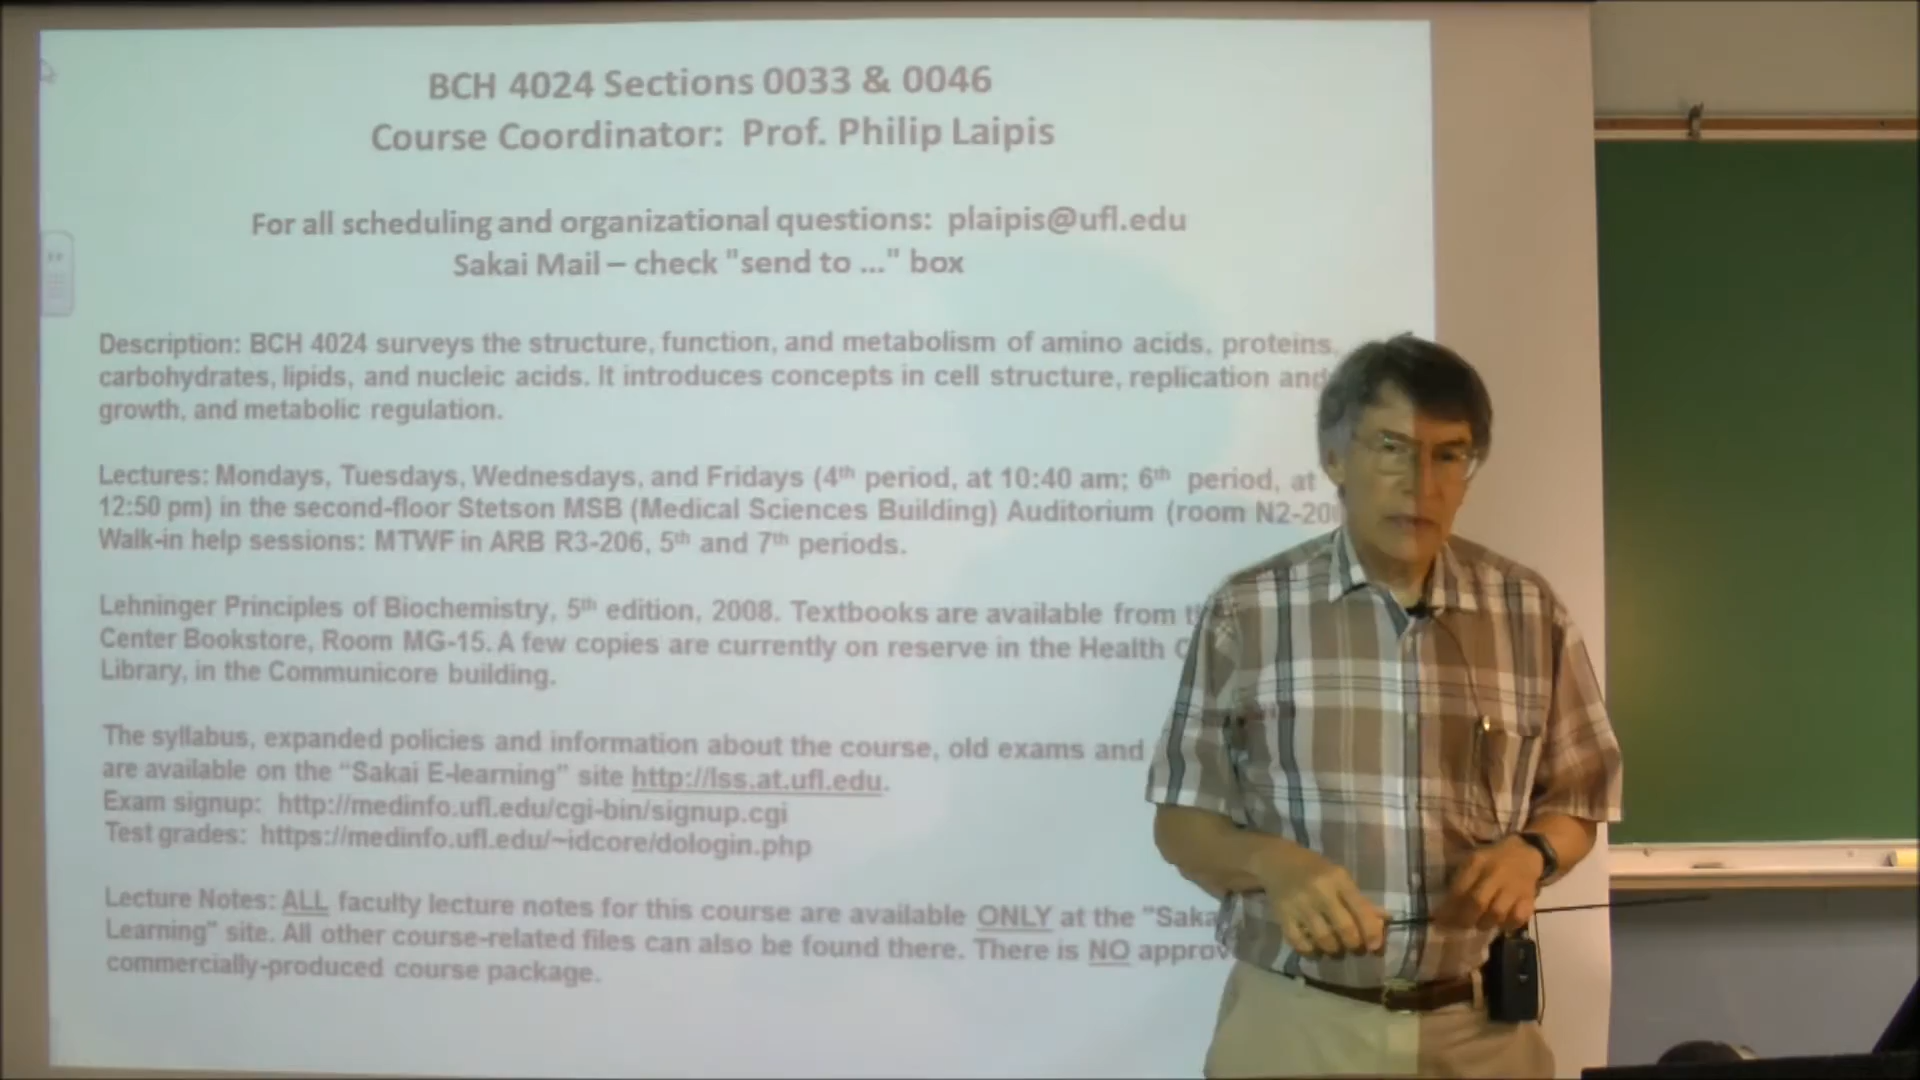 BCH 4024 Sections 0033 & 0046
Course Coordinator: Prof. Philip Laipis
For all scheduling and organizational questions: plaipis@ufl.edu
Sakai Mail – check "send to ..." box
Description: BCH 4024 surveys the structure, function, and metabolism of amino acids, proteins,
carbohydrates, lipids, and nucleic acids. It introduces concepts in cell structure, replication and
growth, and metabolic regulation.
Lectures: Mondays, Tuesdays, Wednesdays, and Fridays (4th period, at 10:40 am; 6th period, at
12:50 pm) in the second-floor Stetson MSB (Medical Sciences Building) Auditorium (room N2-20
Walk-in help sessions: MTWF in ARB R3-206, 5th and 7th periods.
Lehninger Principles of Biochemistry, 5th edition, 2008. Textbooks are available from
Center Bookstore, Room MG-15. A few copies are currently on reserve in the Health
Library, in the Communicore building.
The syllabus, expanded policies and information about the course, old exams and
are available on the “Sakai E-learning” site http://lss.at.ufl.edu.
Exam signup: http://medinfo.ufl.edu/cgi-bin/signup.cgi
Test grades: https://medinfo.ufl.edu/~idcore/dologin.php
Lecture Notes: ALL faculty lecture notes for this course are available ONLY at the "Saka
Learning" site. All other course-related files can also be found there. There is NO approv
commercially-produced course package.